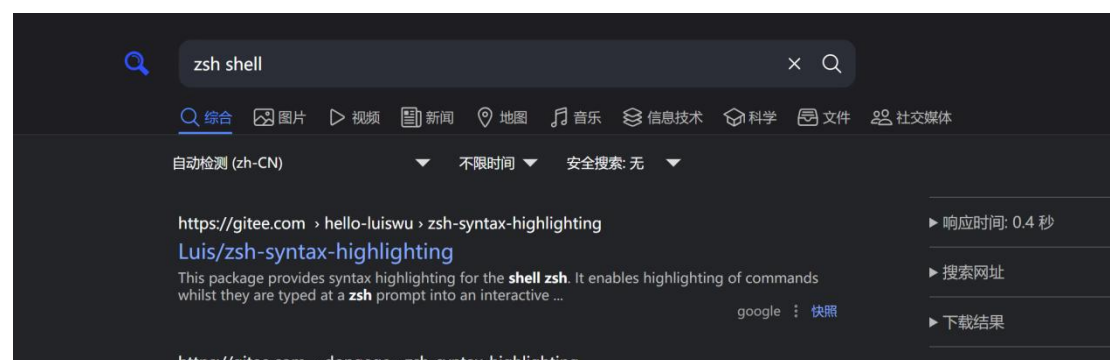 zsh shell
综合 图片 视频 新闻 地图 音乐 信息技术 科学 文件 社交媒体
自动检测 (zh-CN) 不限时间 安全搜索: 无
https://gitee.com › hello-luiswu › zsh-syntax-highlighting
Luis/zsh-syntax-highlighting
This package provides syntax highlighting for the shell zsh. It enables highlighting of commands
whilst they are typed at a zsh prompt into an interactive ...
google 快照
响应时间: 0.4 秒
搜索网址
下载结果